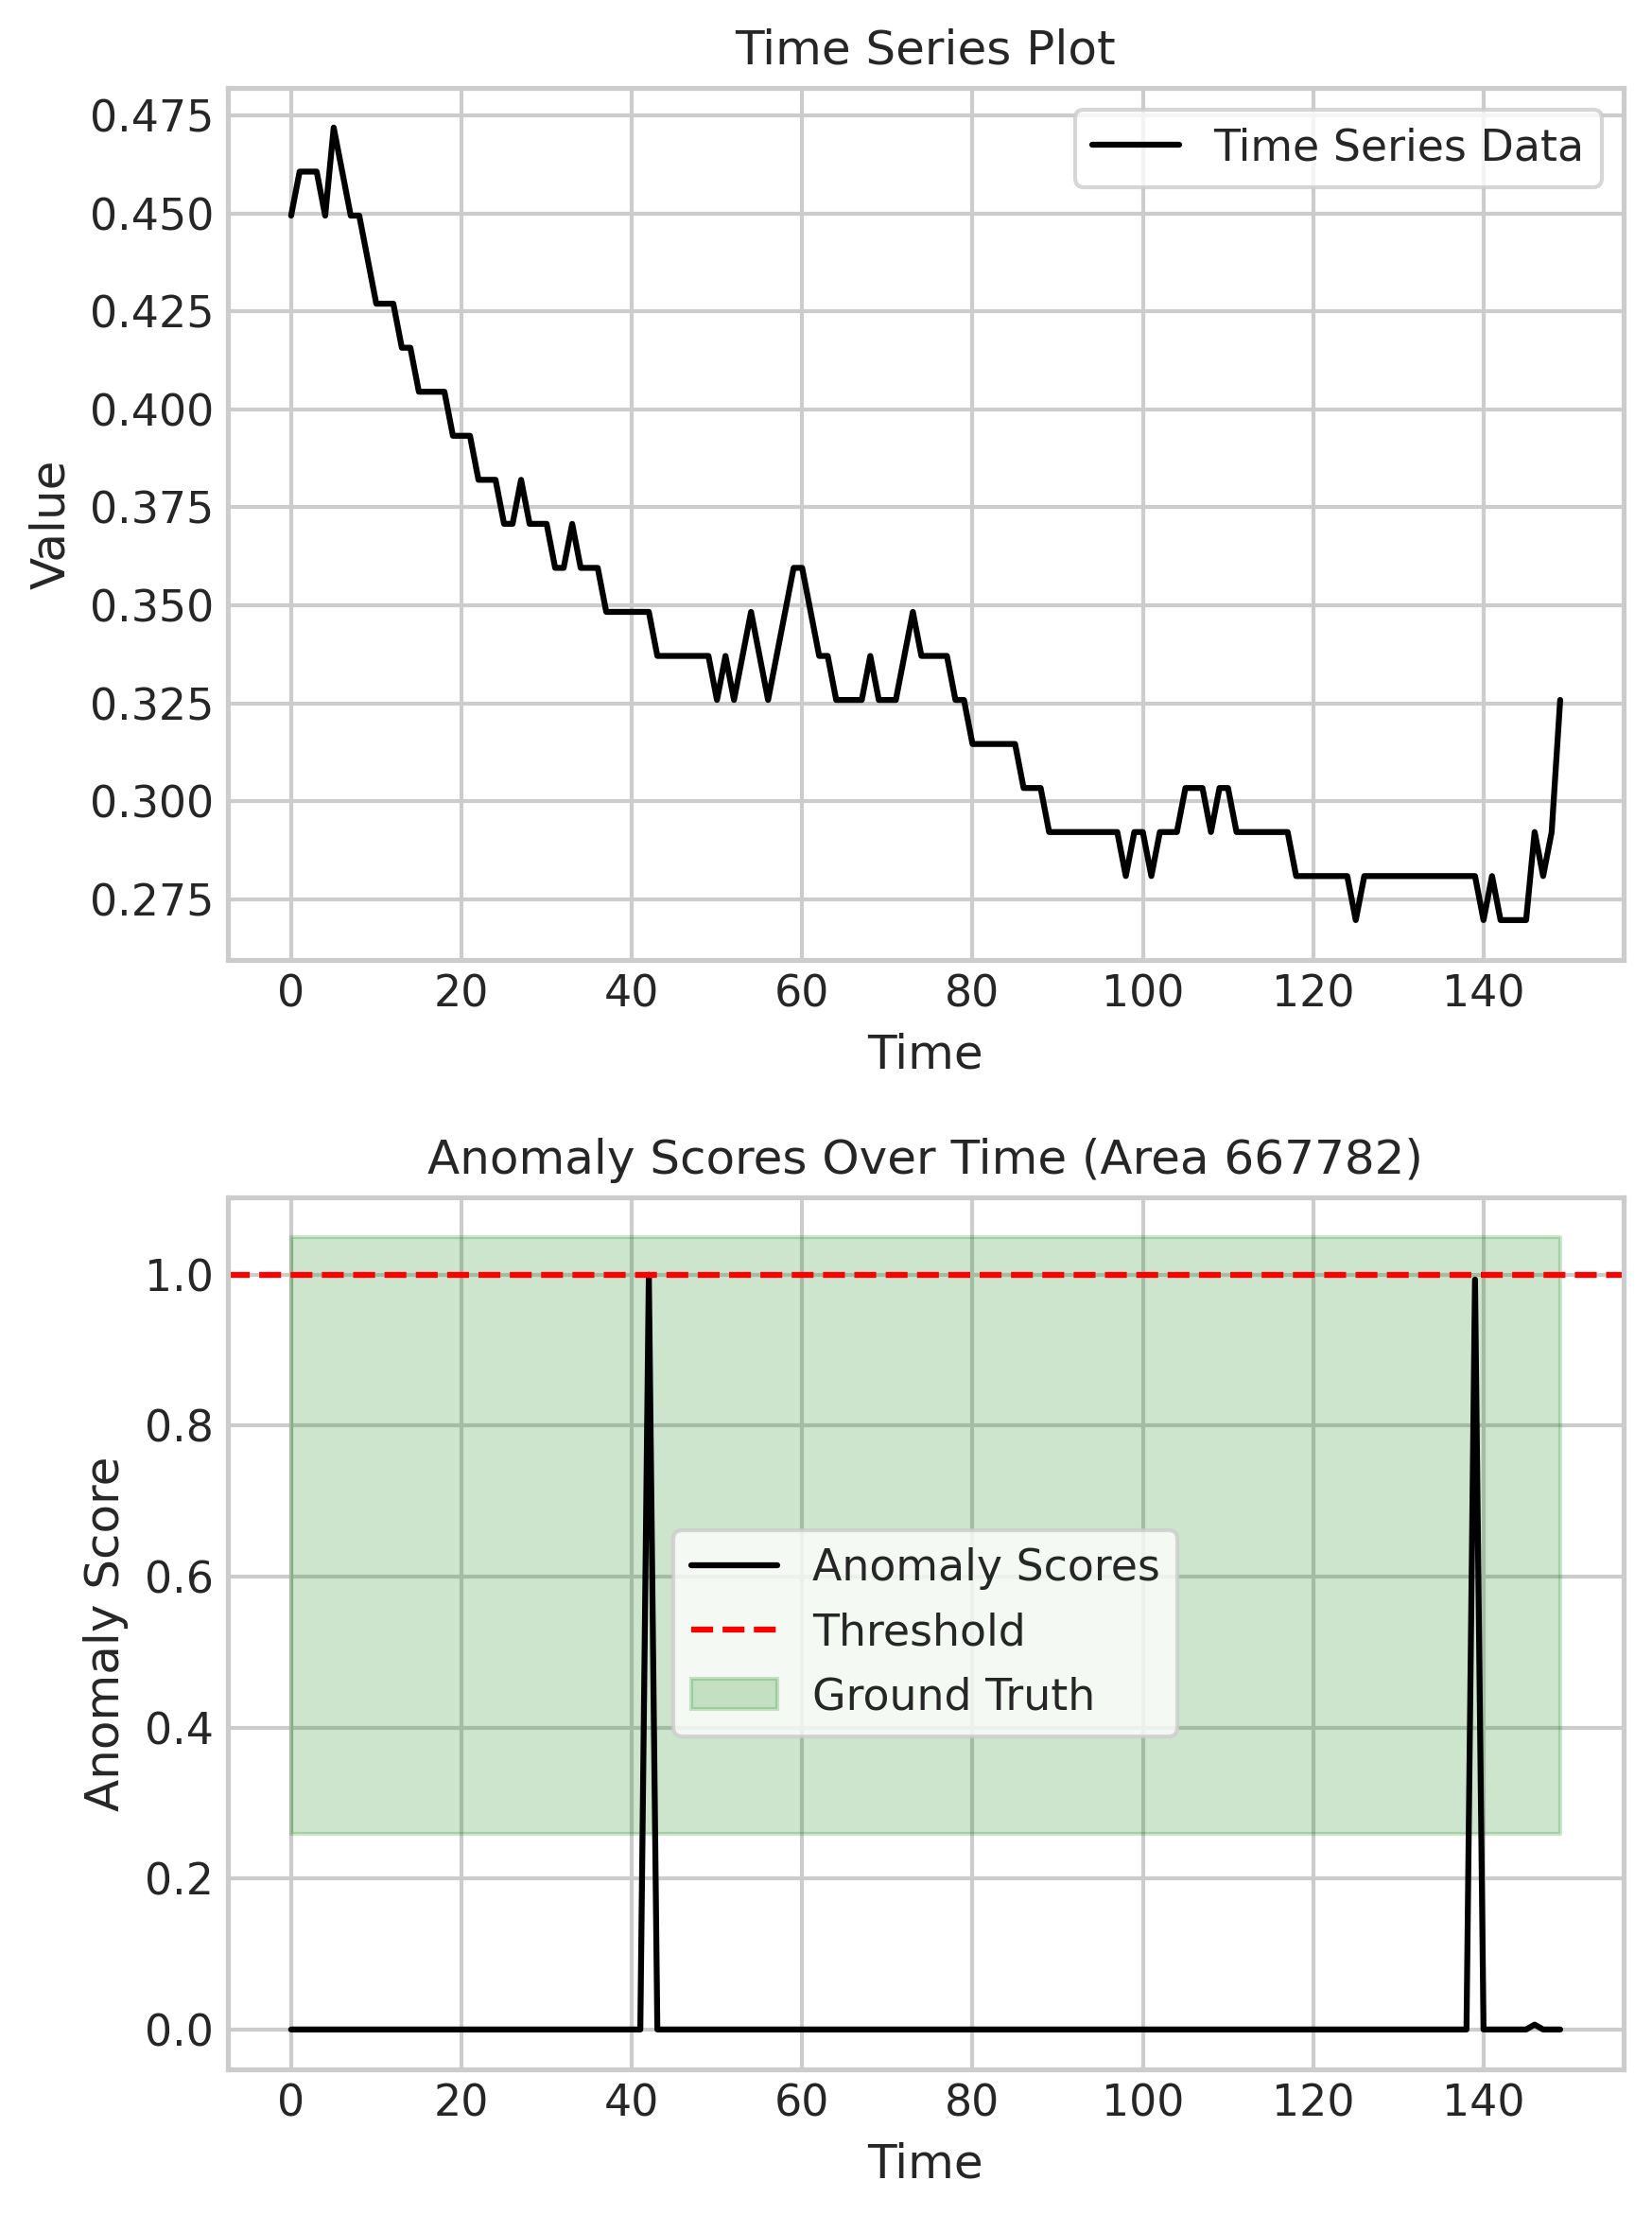 Time Series Plot
Time Series Data
Value
0.475
0.450
0.425
0.400
0.375
0.350
0.325
0.300
0.275
0 20 40 60 80 100 120 140
Time
Anomaly Scores Over Time (Area 667782)
Anomaly Score
1.0
0.8
0.6
0.4
0.2
0.0
Anomaly Scores
Threshold
Ground Truth
0 20 40 60 80 100 120 140
Time